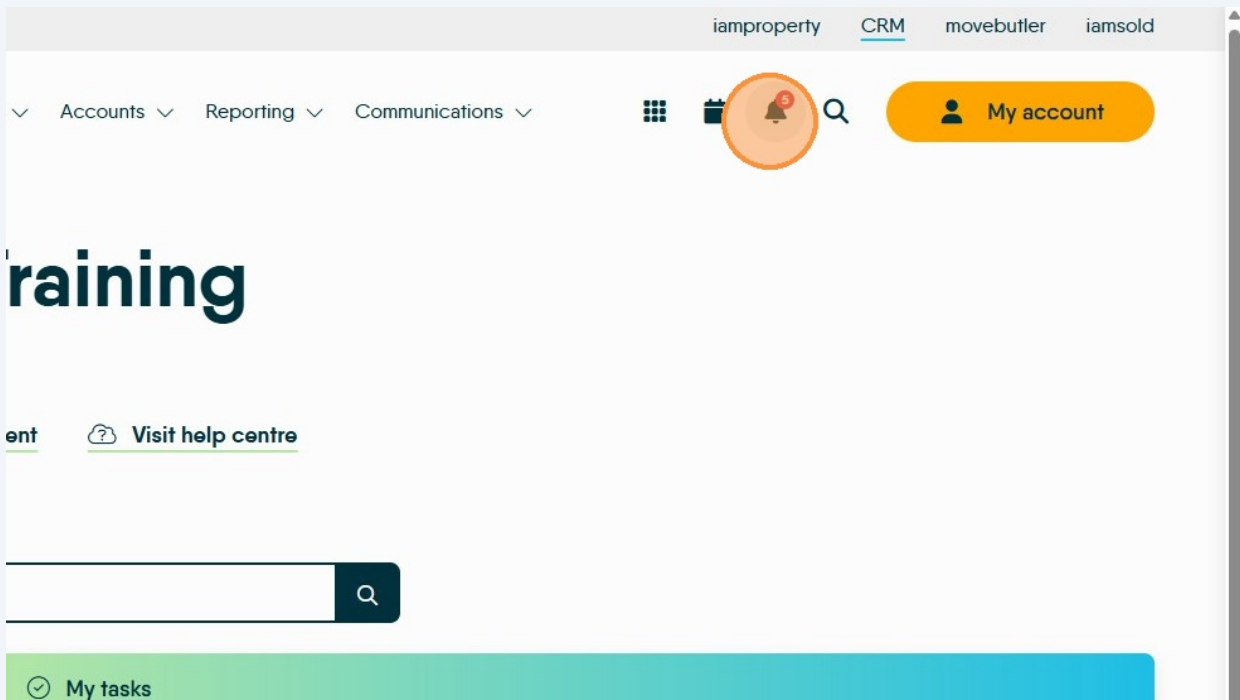 iamproperty CRM movebutler iamsold
Accounts Reporting Communications 5 My account
raining
ent Visit help centre
My tasks